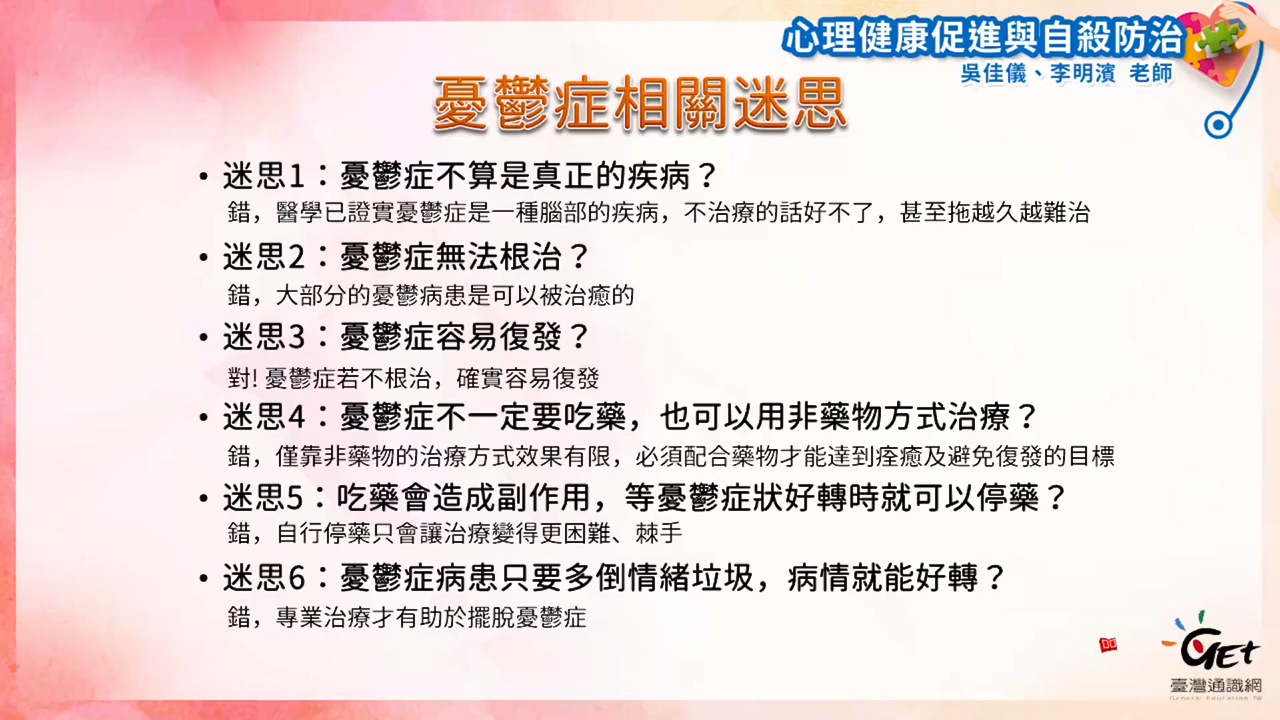 心理健康促進與自殺防治
吳佳儀、李明濱 老師
憂鬱症相關迷思
• 迷思1：憂鬱症不算是真正的疾病？
錯，醫學已證實憂鬱症是一種腦部的疾病，不治療的話好不了，甚至拖越久越難治
• 迷思2：憂鬱症無法根治？
錯，大部分的憂鬱病患是可以被治癒的
• 迷思3：憂鬱症容易復發？
對! 憂鬱症若不根治，確實容易復發
• 迷思4：憂鬱症不一定要吃藥，也可以用非藥物方式治療？
錯，僅靠非藥物的治療方式效果有限，必須配合藥物才能達到痊癒及避免復發的目標
• 迷思5：吃藥會造成副作用，等憂鬱症狀好轉時就可以停藥？
錯，自行停藥只會讓治療變得更困難、棘手
• 迷思6：憂鬱症病患只要多倒情緒垃圾，病情就能好轉？
錯，專業治療才有助於擺脫憂鬱症
GET
臺灣通識網
General Education TW